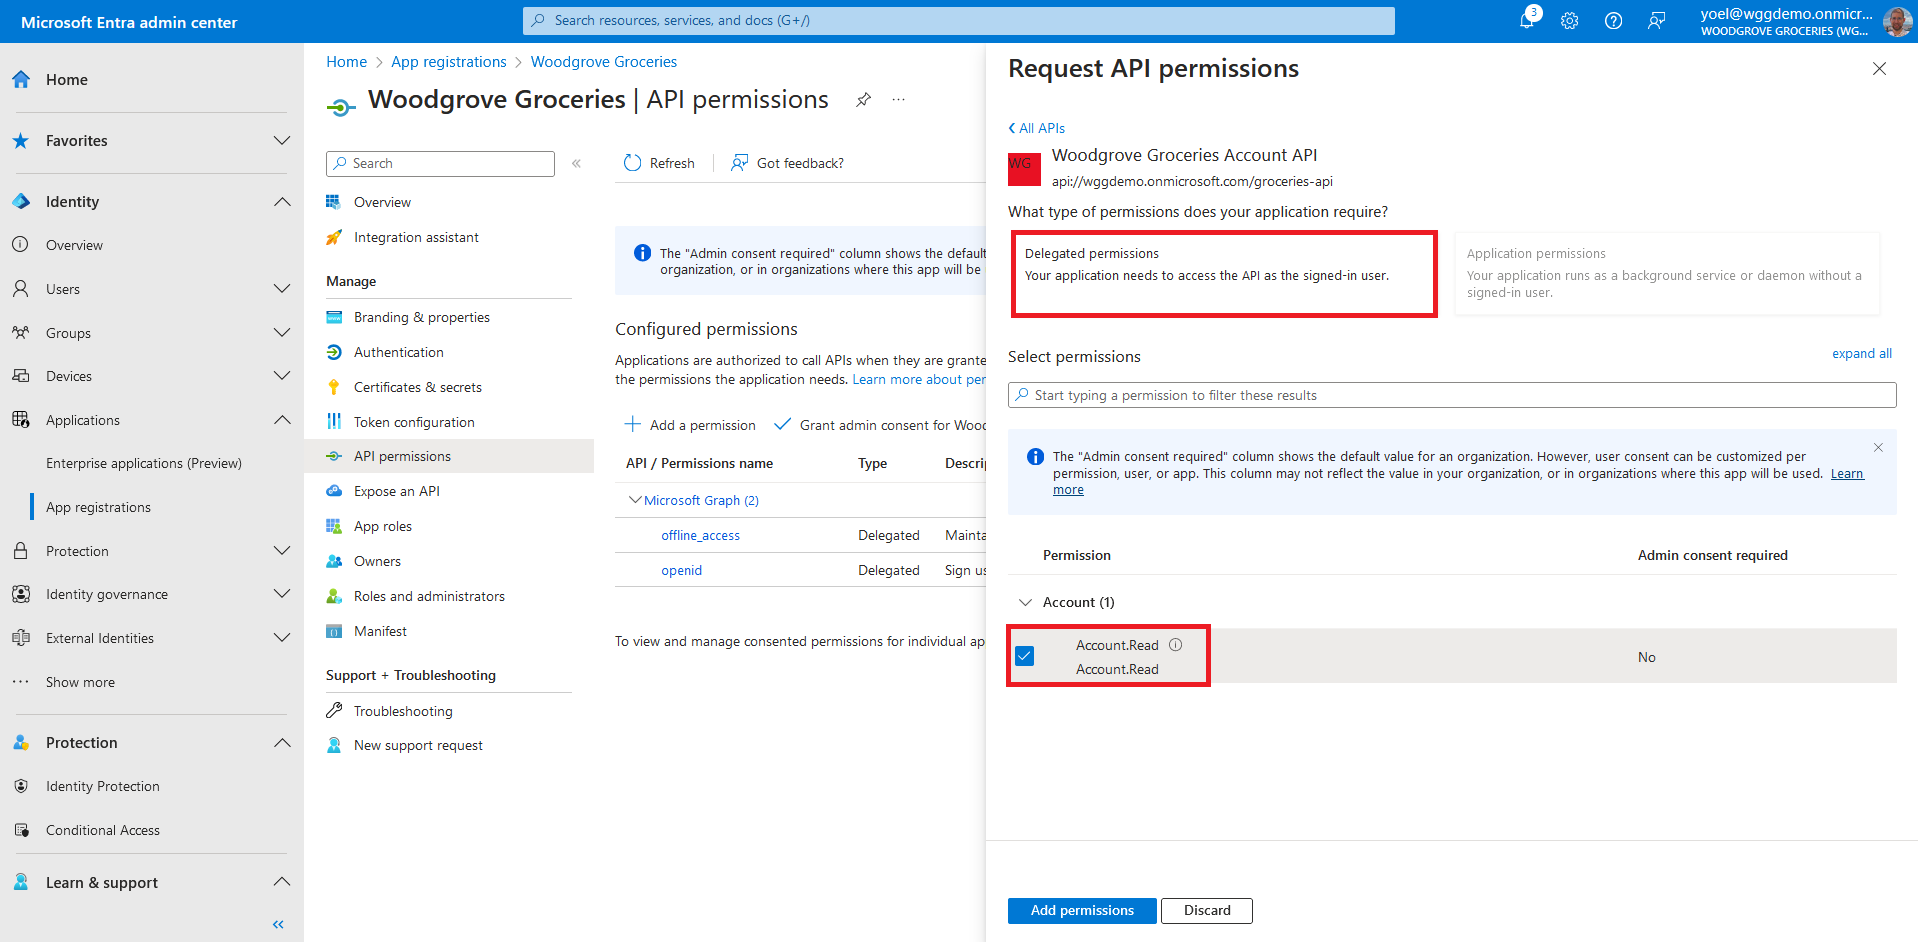 Microsoft Entra admin center
Search resources, services, and docs (G+/)
3
yoel@wggdemo.onmicr...
WOODGROVE GROCERIES (WG...
Home
Favorites
Identity
Overview
Users
Groups
Devices
Applications
Enterprise applications (Preview)
App registrations
Protection
Identity governance
External Identities
Show more
Protection
Identity Protection
Conditional Access
Learn & support
Home > App registrations > Woodgrove Groceries
Woodgrove Groceries | API permissions
Search
Overview
Integration assistant
Manage
Branding & properties
Authentication
Certificates & secrets
Token configuration
API permissions
Expose an API
App roles
Owners
Roles and administrators
Manifest
Support + Troubleshooting
Troubleshooting
New support request
Refresh
Got feedback?
The "Admin consent required" column shows the default
organization, or in organizations where this app will be
Configured permissions
Applications are authorized to call APIs when they are grante
the permissions the application needs. Learn more about per
Add a permission
Grant admin consent for Wood
API / Permissions name Type Descrip
Microsoft Graph (2)
offline_access Delegated Mainta
openid Delegated Sign us
To view and manage consented permissions for individual ap
Request API permissions
All APIs
WG
Woodgrove Groceries Account API
api://wggdemo.onmicrosoft.com/groceries-api
What type of permissions does your application require?
Delegated permissions
Your application needs to access the API as the signed-in user.
Application permissions
Your application runs as a background service or daemon without a
signed-in user.
Select permissions
expand all
Start typing a permission to filter these results
The "Admin consent required" column shows the default value for an organization. However, user consent can be customized per
permission, user, or app. This column may not reflect the value in your organization, or in organizations where this app will be used. Learn
more
Permission Admin consent required
Account (1)
Account.Read
Account.Read
No
Add permissions
Discard